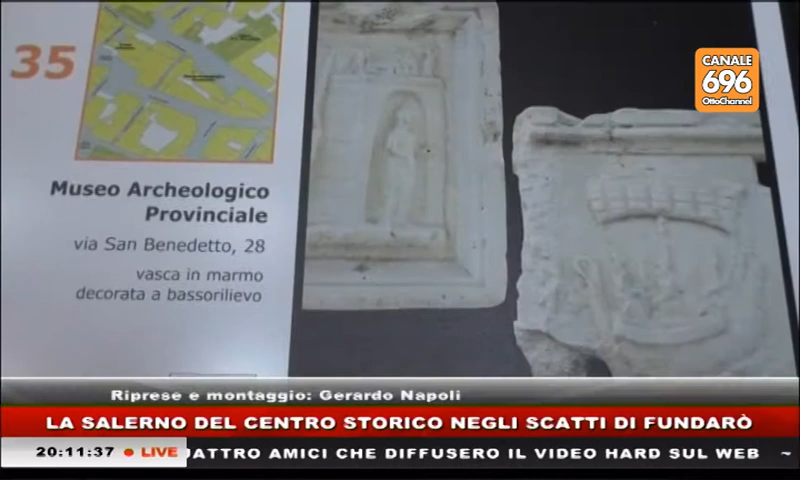 35
CANALE
696
OttoChannel
Museo Archeologico
Provinciale
via San Benedetto, 28
vasca in marmo
decorata a bassorilievo
Riprese e montaggio: Gerardo Napoli
LA SALERNO DEL CENTRO STORICO NEGLI SCATTI DI FUNDARÒ
20:11:37 LIVE UATTRO AMICI CHE DIFFUSERO IL VIDEO HARD SUL WEB ~